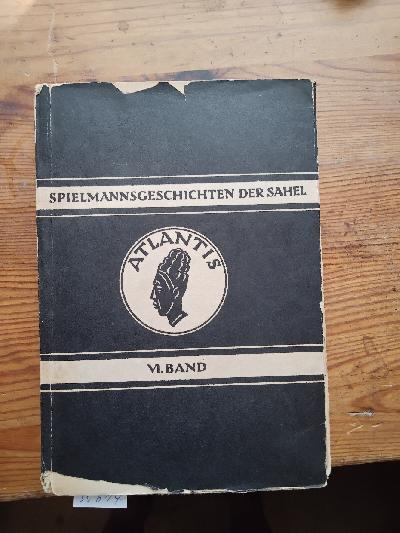 SPIELMANNSGESCHICHTEN DER SAHEL
ATLANTIS
VI. BAND